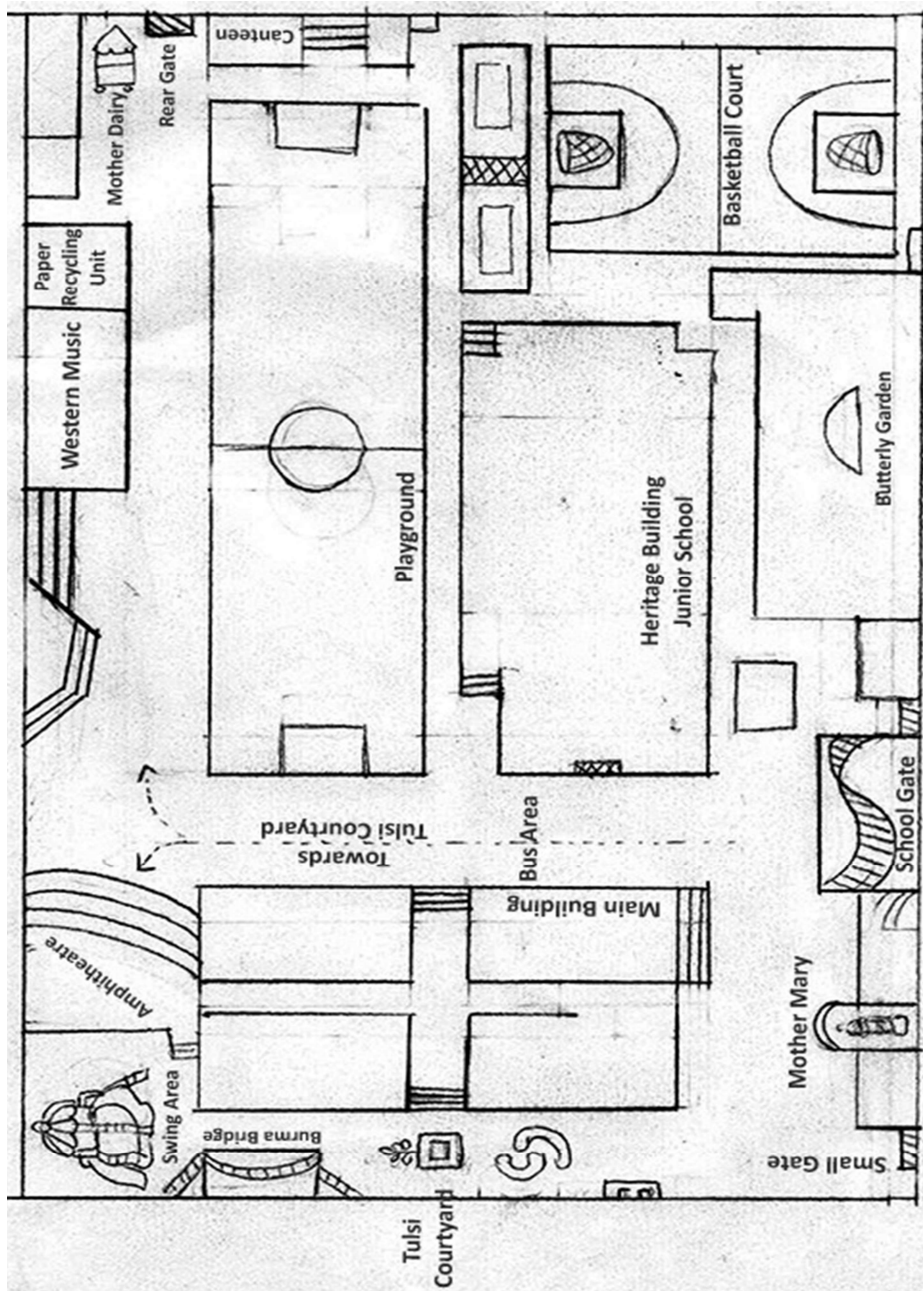 Canteen
Rear Gate
Mother Dairy
Paper
Recycling
Unit
Western Music
Basketball Court
Playground
Heritage Building
Junior School
Butterly Garden
Towards
Tulsi Courtyard
Bus Area
School Gate
Main Building
Amphitheatre
Mother Mary
Swing Area
Burma Bridge
Small Gate
Tulsi
Courtyard